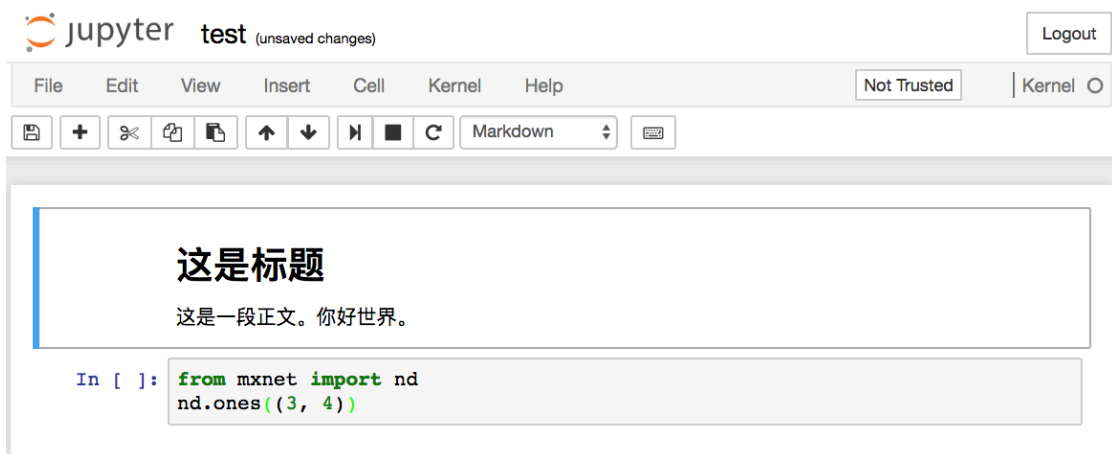 jupyter test (unsaved changes) Logout
File Edit View Insert Cell Kernel Help Not Trusted Kernel
Markdown
这是标题
这是一段正文。你好世界。
In [ ]: from mxnet import nd
nd.ones((3, 4))